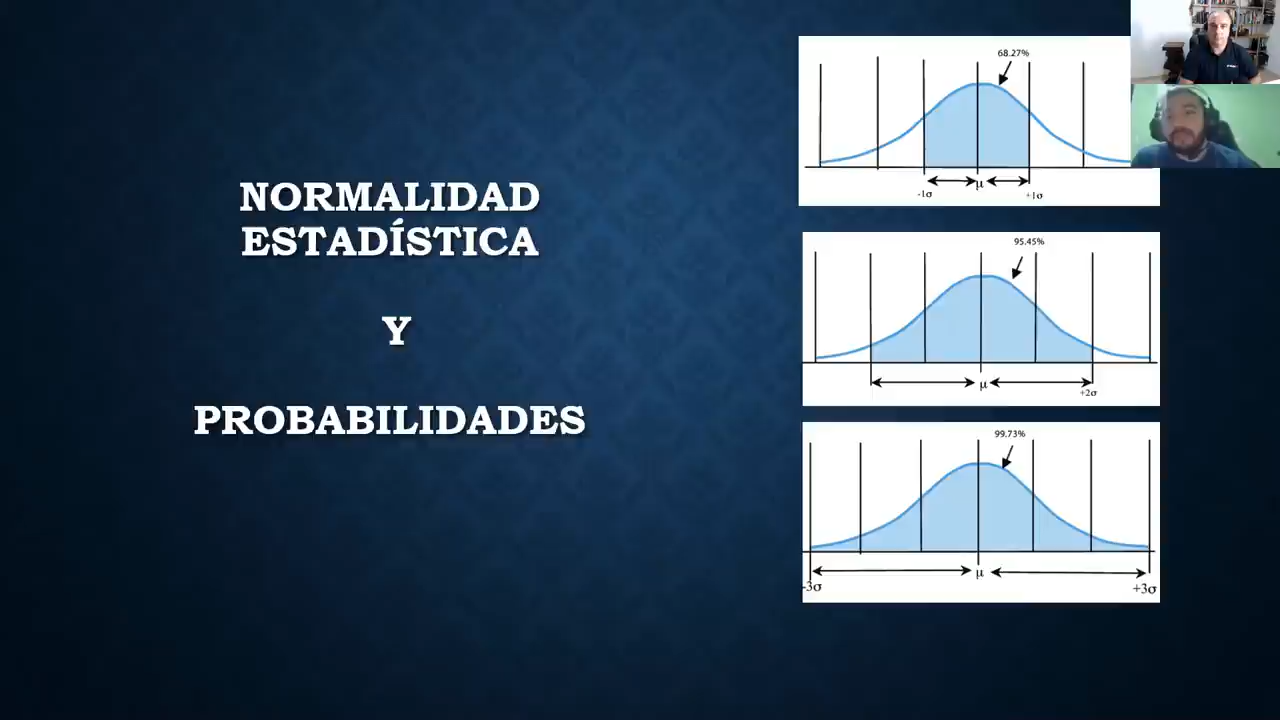 NORMALIDAD
ESTADÍSTICA
Y
PROBABILIDADES
68.27%
μ
-1σ
+1σ
95.45%
μ
+2σ
99.73%
μ
-3σ
+3σ